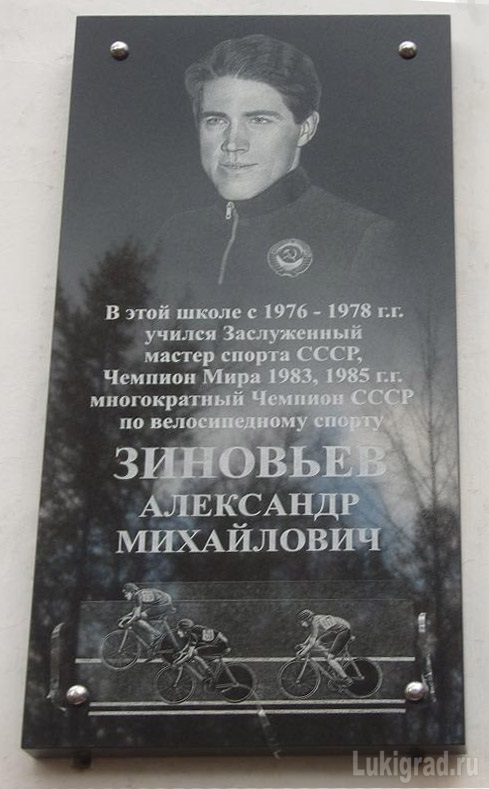 В этой школе с 1976 - 1978 г.г.
учился Заслуженный
мастер спорта СССР,
Чемпион Мира 1983, 1985 г.г.
многократный Чемпион СССР
по велосипедному спорту
ЗИНОВЬЕВ
АЛЕКСАНДР
МИХАЙЛОВИЧ
Lukigrad.ru